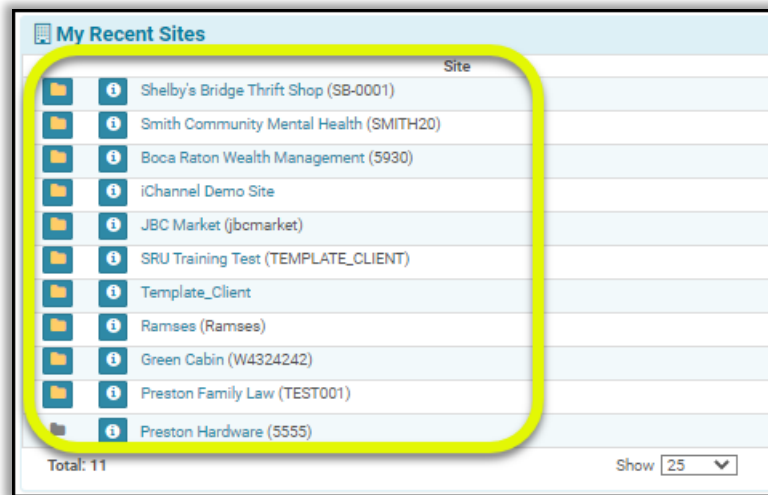 My Recent Sites
Site
Shelby's Bridge Thrift Shop (SB-0001)
Smith Community Mental Health (SMITH20)
Boca Raton Wealth Management (5930)
iChannel Demo Site
JBC Market (jbcmarket)
SRU Training Test (TEMPLATE_CLIENT)
Template_Client
Ramses (Ramses)
Green Cabin (W4324242)
Preston Family Law (TEST001)
Preston Hardware (5555)
Total: 11 Show 25